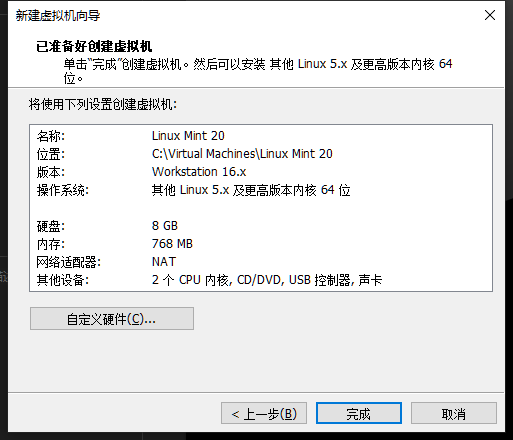 新建虚拟机向导
已准备好创建虚拟机
单击“完成”创建虚拟机。然后可以安装 其他 Linux 5.x 及更高版本内核 64
位。
将使用下列设置创建虚拟机:
名称: Linux Mint 20
位置: C:\Virtual Machines\Linux Mint 20
版本: Workstation 16.x
操作系统: 其他 Linux 5.x 及更高版本内核 64 位
硬盘: 8 GB
内存: 768 MB
网络适配器: NAT
其他设备: 2 个 CPU 内核, CD/DVD, USB 控制器, 声卡
自定义硬件(C)...
< 上一步(B) 完成 取消